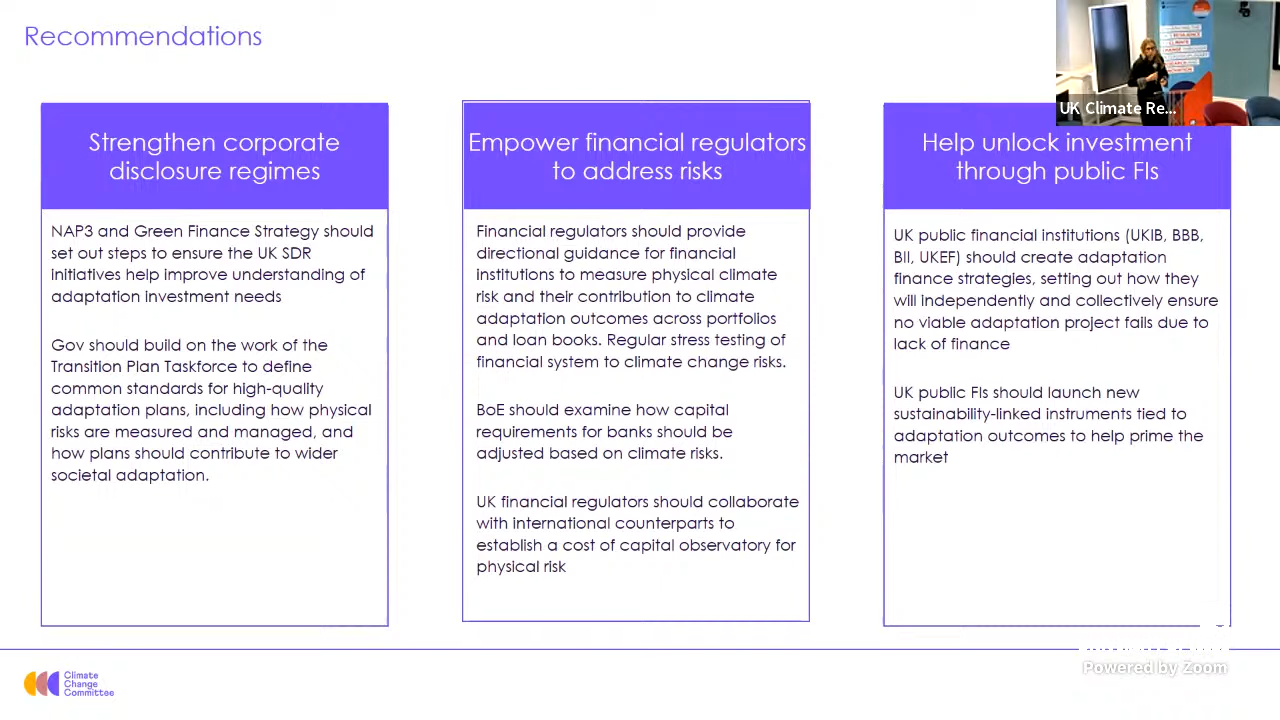 Recommendations
UK Climate Re...
Strengthen corporate
disclosure regimes
NAP3 and Green Finance Strategy should
set out steps to ensure the UK SDR
initiatives help improve understanding of
adaptation investment needs
Gov should build on the work of the
Transition Plan Taskforce to define
common standards for high-quality
adaptation plans, including how physical
risks are measured and managed, and
how plans should contribute to wider
societal adaptation.
Empower financial regulators
to address risks
Financial regulators should provide
directional guidance for financial
institutions to measure physical climate
risk and their contribution to climate
adaptation outcomes across portfolios
and loan books. Regular stress testing of
financial system to climate change risks.
BoE should examine how capital
requirements for banks should be
adjusted based on climate risks.
UK financial regulators should collaborate
with international counterparts to
establish a cost of capital observatory for
physical risk
Help unlock investment
through public FIs
UK public financial institutions (UKIB, BBB,
BII, UKEF) should create adaptation
finance strategies, setting out how they
will independently and collectively ensure
no viable adaptation project fails due to
lack of finance
UK public FIs should launch new
sustainability-linked instruments tied to
adaptation outcomes to help prime the
market
Climate
Change
Committee
Powered by Zoom